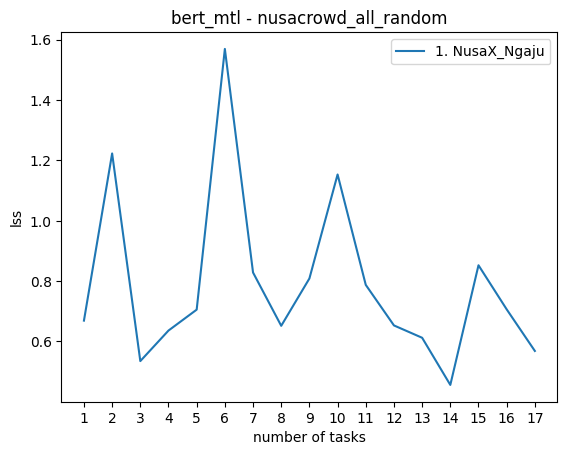 bert_mtl - nusacrowd_all_random
1. NusaX_Ngaju
lss
1.6
1.4
1.2
1.0
0.8
0.6
1 2 3 4 5 6 7 8 9 10 11 12 13 14 15 16 17
number of tasks